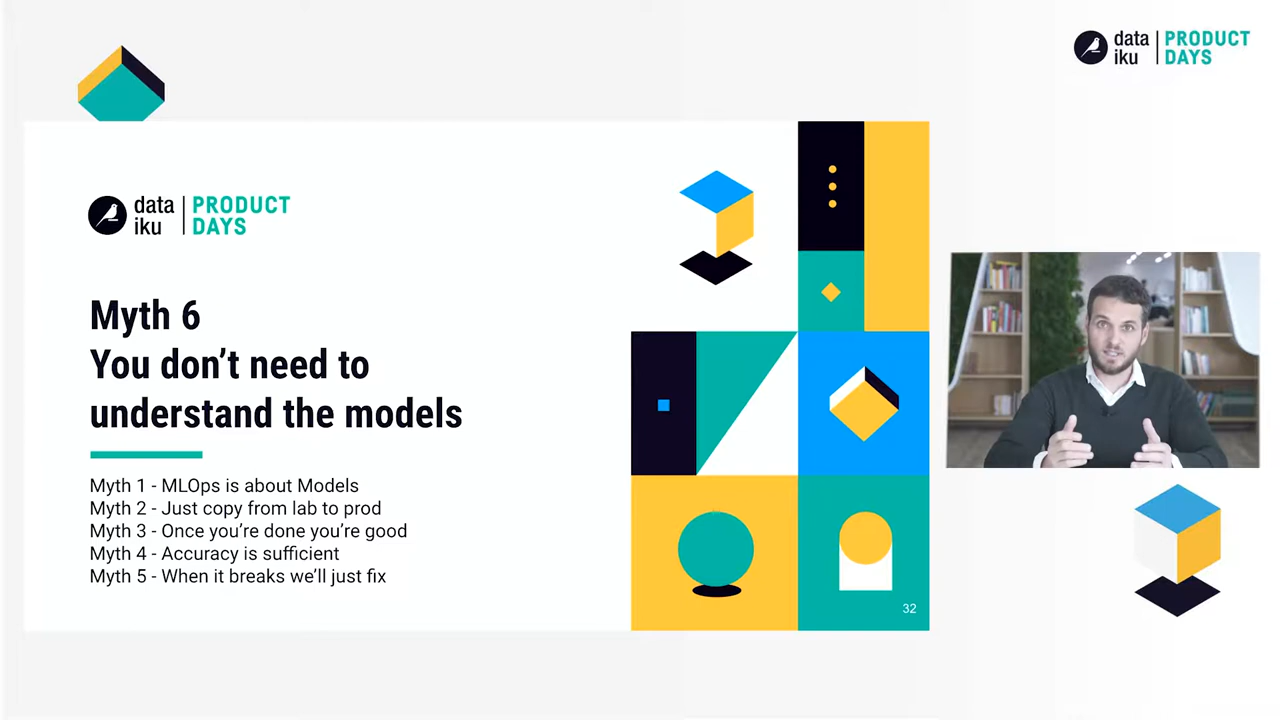 data
iku
PRODUCT
DAYS
data
iku
PRODUCT
DAYS
Myth 6
You don’t need to
understand the models
Myth 1 - MLOps is about Models
Myth 2 - Just copy from lab to prod
Myth 3 - Once you’re done you’re good
Myth 4 - Accuracy is sufficient
Myth 5 - When it breaks we’ll just fix
32